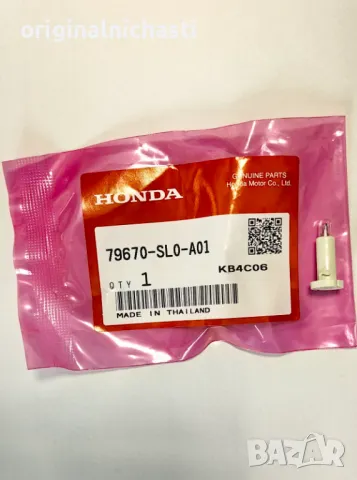 originalnichasti
HONDA
GENUINE PARTS
Honda Motor Co., Ltd.
79670-SL0-A01
KB4C06
QTY 1
MADE IN THAILAND
BAZAR